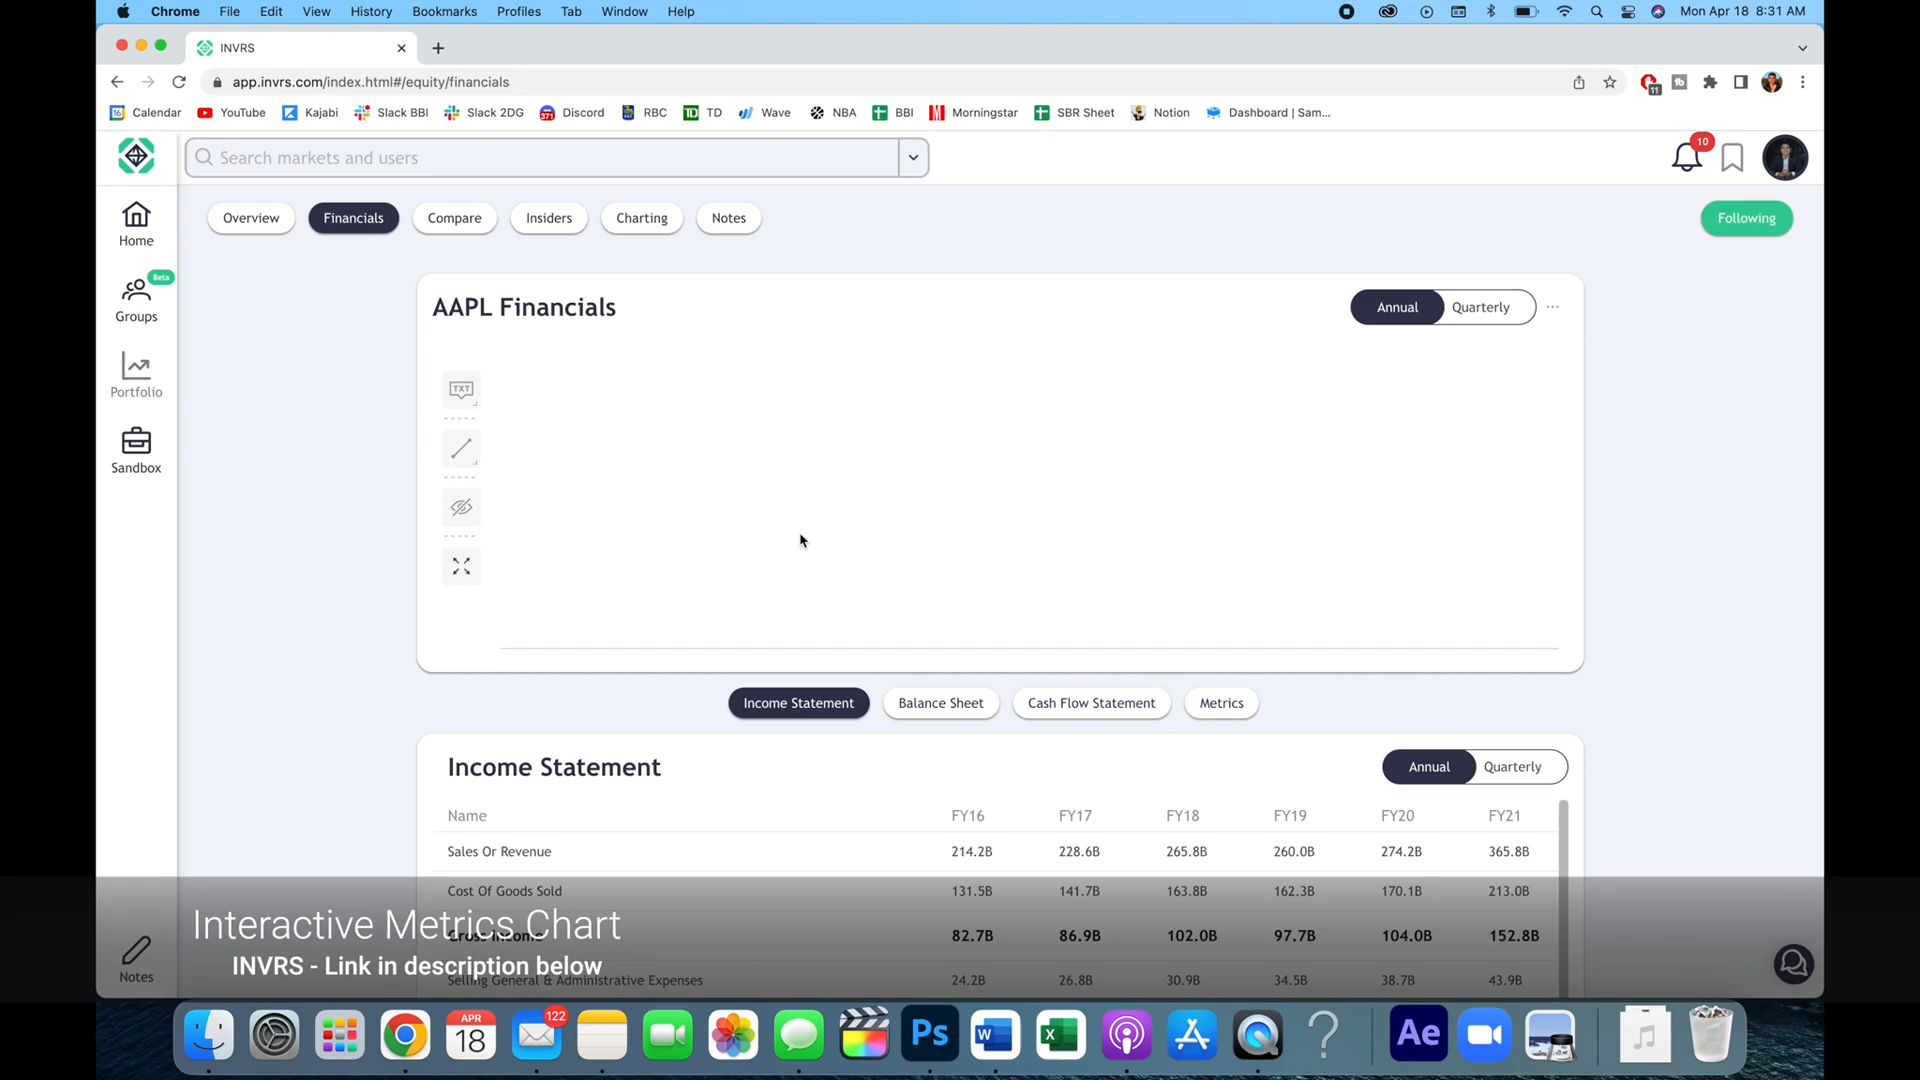 Chrome File Edit View History Bookmarks Profiles Tab Window Help Mon Apr 18 8:31 AM
INVRS
app.invrs.com/index.html#/equity/financials
11
Calendar YouTube Kajabi Slack BBI Slack 2DG Discord RBC TD Wave NBA BBI Morningstar SBR Sheet Notion Dashboard | Sam...
Search markets and users
10
Overview Financials Compare Insiders Charting Notes Following
Home
Beta
Groups
Portfolio
Sandbox
AAPL Financials Annual Quarterly ...
TXT
Income Statement Balance Sheet Cash Flow Statement Metrics
Income Statement Annual Quarterly
Name FY16 FY17 FY18 FY19 FY20 FY21
Sales Or Revenue 214.2B 228.6B 265.8B 260.0B 274.2B 365.8B
Cost Of Goods Sold 131.5B 141.7B 163.8B 162.3B 170.1B 213.0B
Interactive Metrics Chart
Gross Income 82.7B 86.9B 102.0B 97.7B 104.0B 152.8B
INVRS - Link in description below
Selling General & Administrative Expenses 24.2B 26.8B 30.9B 34.5B 38.7B 43.9B
Notes
APR
18
122
Ps
Ae